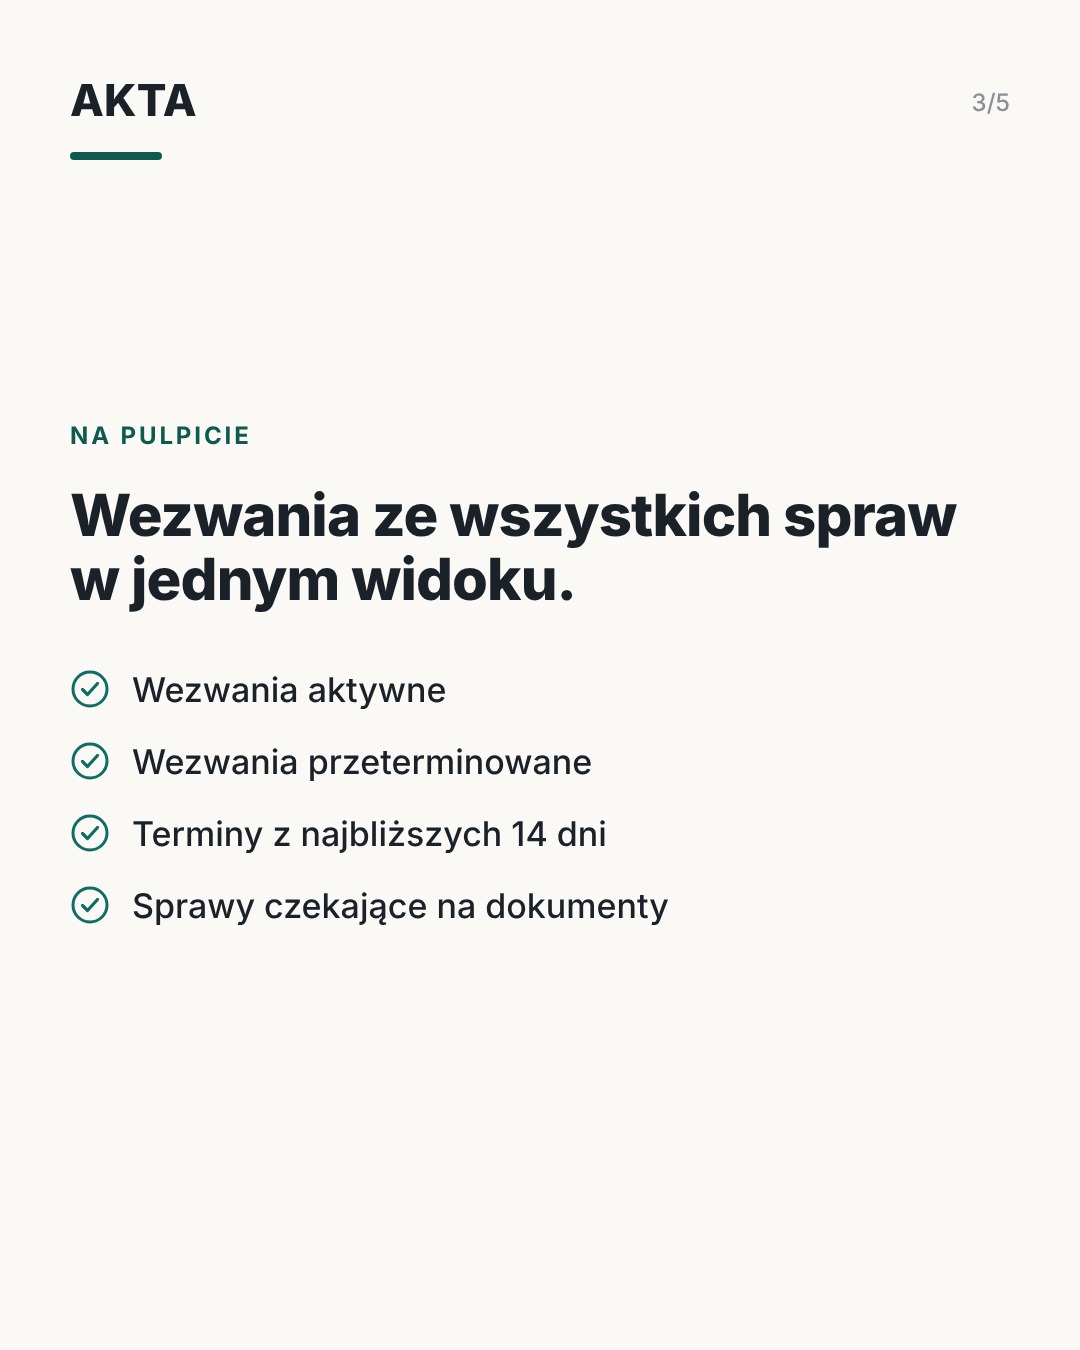 AKTA
3/5
NA PULPICIE
Wezwania ze wszystkich spraw
w jednym widoku.
Wezwania aktywne
Wezwania przeterminowane
Terminy z najbliższych 14 dni
Sprawy czekające na dokumenty